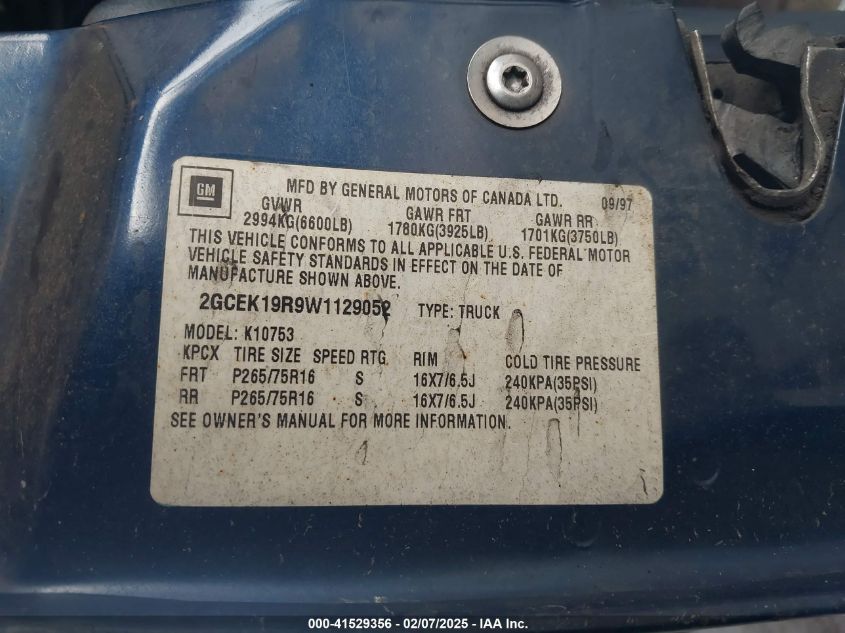 GM
MFD BY GENERAL MOTORS OF CANADA LTD. 09/97
GVWR GAWR FRT GAWR RR
2994KG(6600LB) 1780KG(3925LB) 1701KG(3750LB)
THIS VEHICLE CONFORMS TO ALL APPLICABLE U.S. FEDERAL MOTOR
VEHICLE SAFETY STANDARDS IN EFFECT ON THE DATE OF
MANUFACTURE SHOWN ABOVE.
2GCEK19R9W1129052 TYPE: TRUCK
MODEL: K10753
KPCX TIRE SIZE SPEED RTG RIM COLD TIRE PRESSURE
FRT P265/75R16 S 16X7/6.5J 240KPA(35PSI)
RR P265/75R16 S 16X7/6.5J 240KPA(35PSI)
SEE OWNER'S MANUAL FOR MORE INFORMATION.
000-41529356 - 02/07/2025 - IAA Inc.